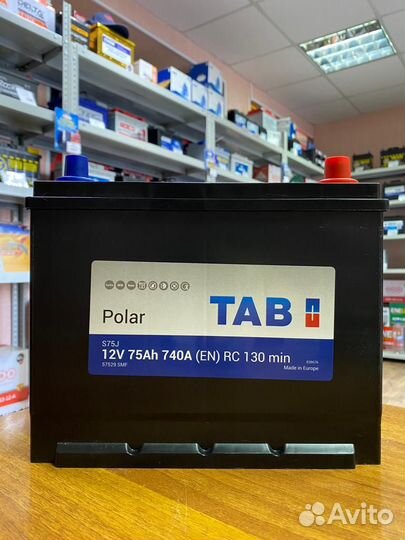 TAB
Polar
S75J
12V 75Ah 740A (EN) RC 130 min
57529 SMF
Made in Europe
Avito